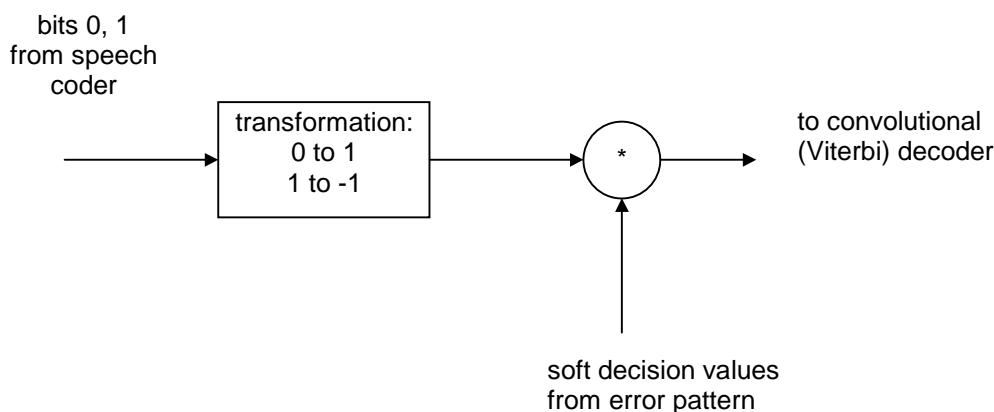 bits 0, 1
from speech
coder
transformation:
0 to 1
1 to -1
*
to convolutional
(Viterbi) decoder
soft decision values
from error pattern